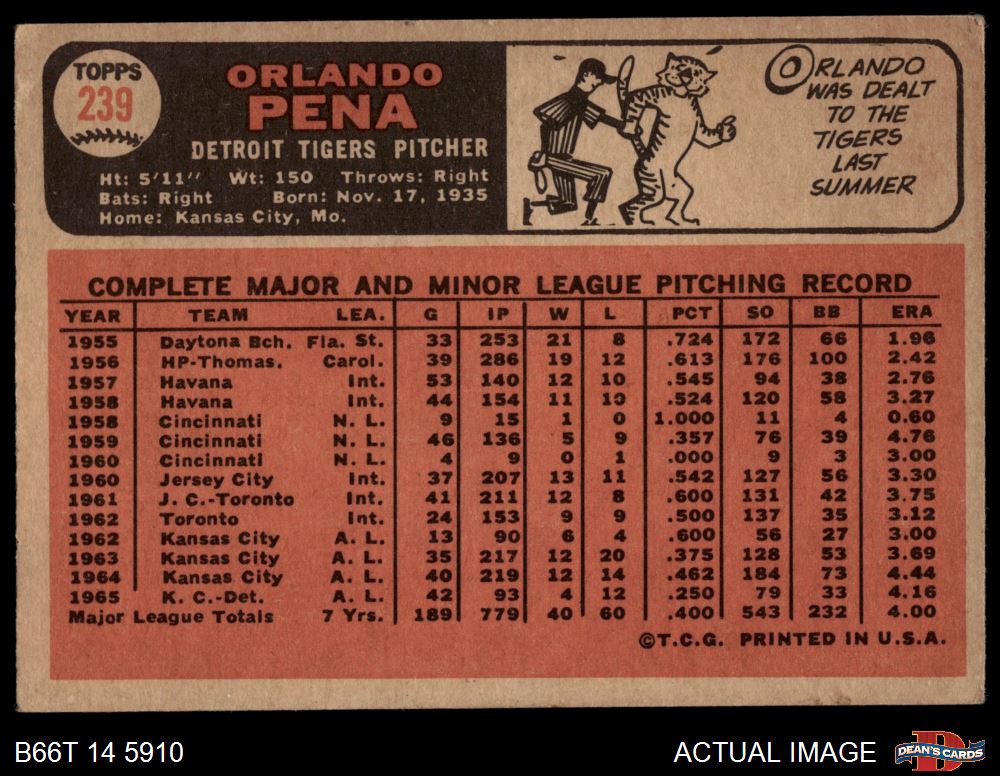 TOPPS
239
ORLANDO
PENA
DETROIT TIGERS PITCHER
Ht: 5'11" Wt: 150 Throws: Right
Bats: Right Born: Nov. 17, 1935
Home: Kansas City, Mo.
ORLANDO
WAS DEALT
TO THE
TIGERS
LAST
SUMMER
COMPLETE MAJOR AND MINOR LEAGUE PITCHING RECORD
YEAR TEAM LEA. G IP W L PCT SO BB ERA
1955 Daytona Bch. Fla. St. 33 253 21 8 .724 172 66 1.96
1956 HP-Thomas. Carol. 39 286 19 12 .613 176 100 2.42
1957 Havana Int. 53 140 12 10 .545 94 38 2.76
1958 Havana Int. 44 154 11 10 .524 120 58 3.27
1958 Cincinnati N. L. 9 15 1 0 1.000 11 4 0.60
1959 Cincinnati N. L. 46 136 5 9 .357 76 39 4.76
1960 Cincinnati N. L. 4 9 0 1 .000 9 3 3.00
1960 Jersey City Int. 37 207 13 11 .542 127 56 3.30
1961 J. C.-Toronto Int. 41 211 12 8 .600 131 42 3.75
1962 Toronto Int. 24 153 9 9 .500 137 35 3.12
1962 Kansas City A. L. 13 90 6 4 .600 56 27 3.00
1963 Kansas City A. L. 35 217 12 20 .375 128 53 3.69
1964 Kansas City A. L. 40 219 12 14 .462 184 73 4.44
1965 K. C.-Det. A. L. 42 93 4 12 .250 79 33 4.16
Major League Totals 7 Yrs. 189 779 40 60 .400 543 232 4.00
©T.C.G. PRINTED IN U.S.A.
B66T 14 5910
ACTUAL IMAGE
DEAN'S CARDS